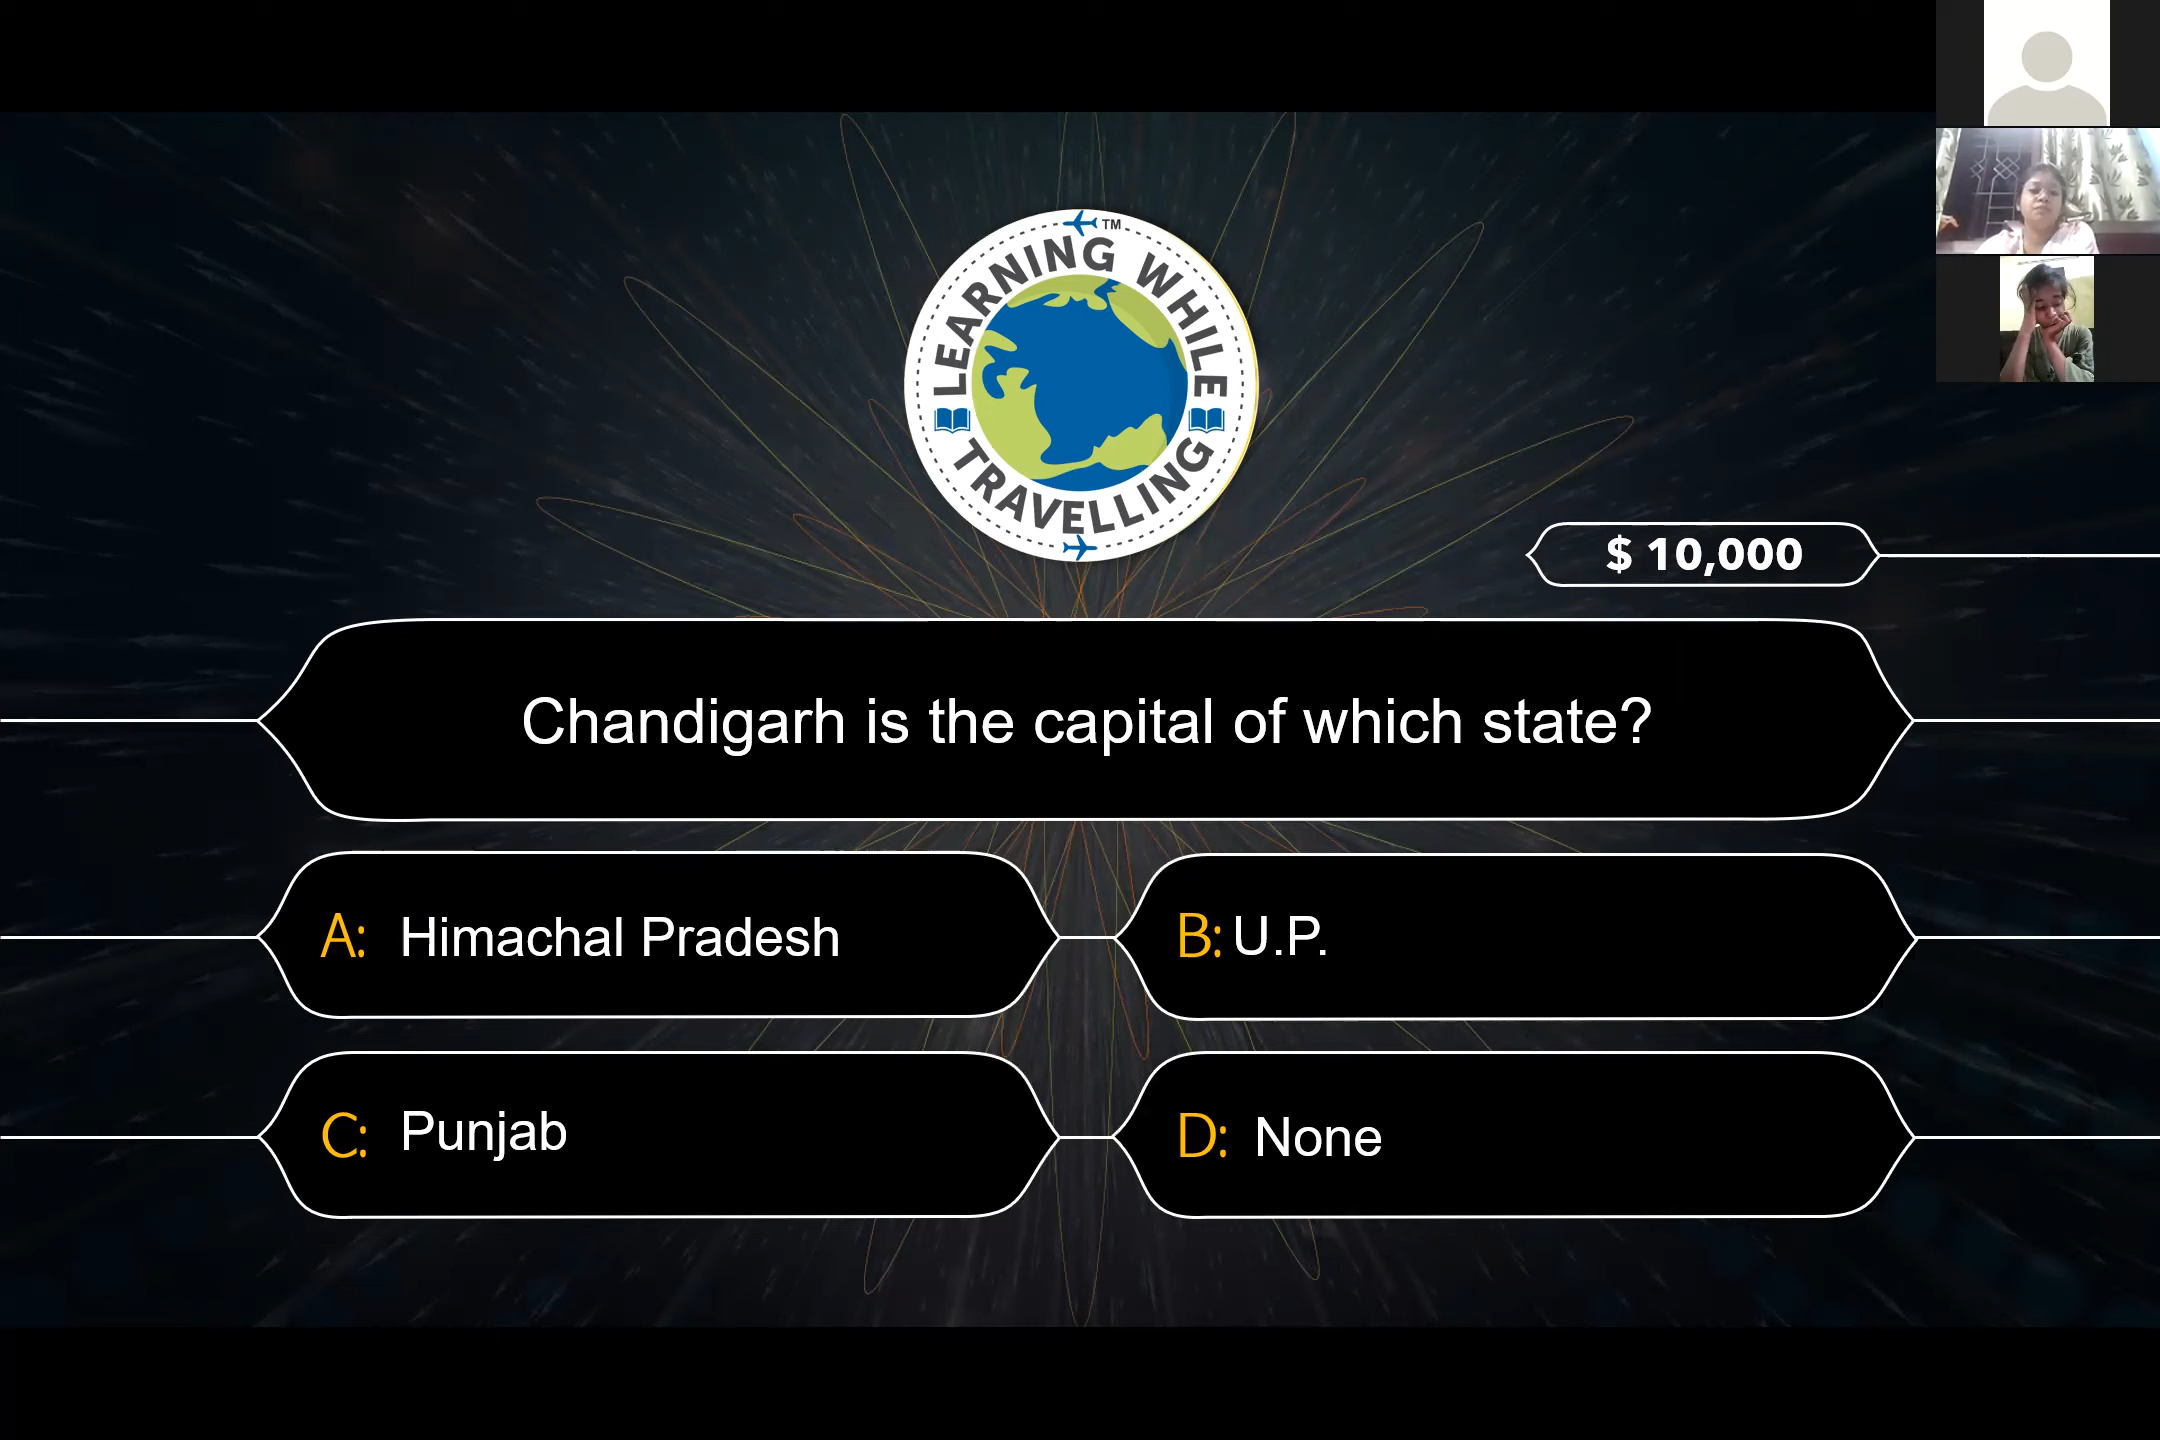 TM
LEARNING WHILE
TRAVELLING
$ 10,000
Chandigarh is the capital of which state?
A: Himachal Pradesh
B: U.P.
C: Punjab
D: None